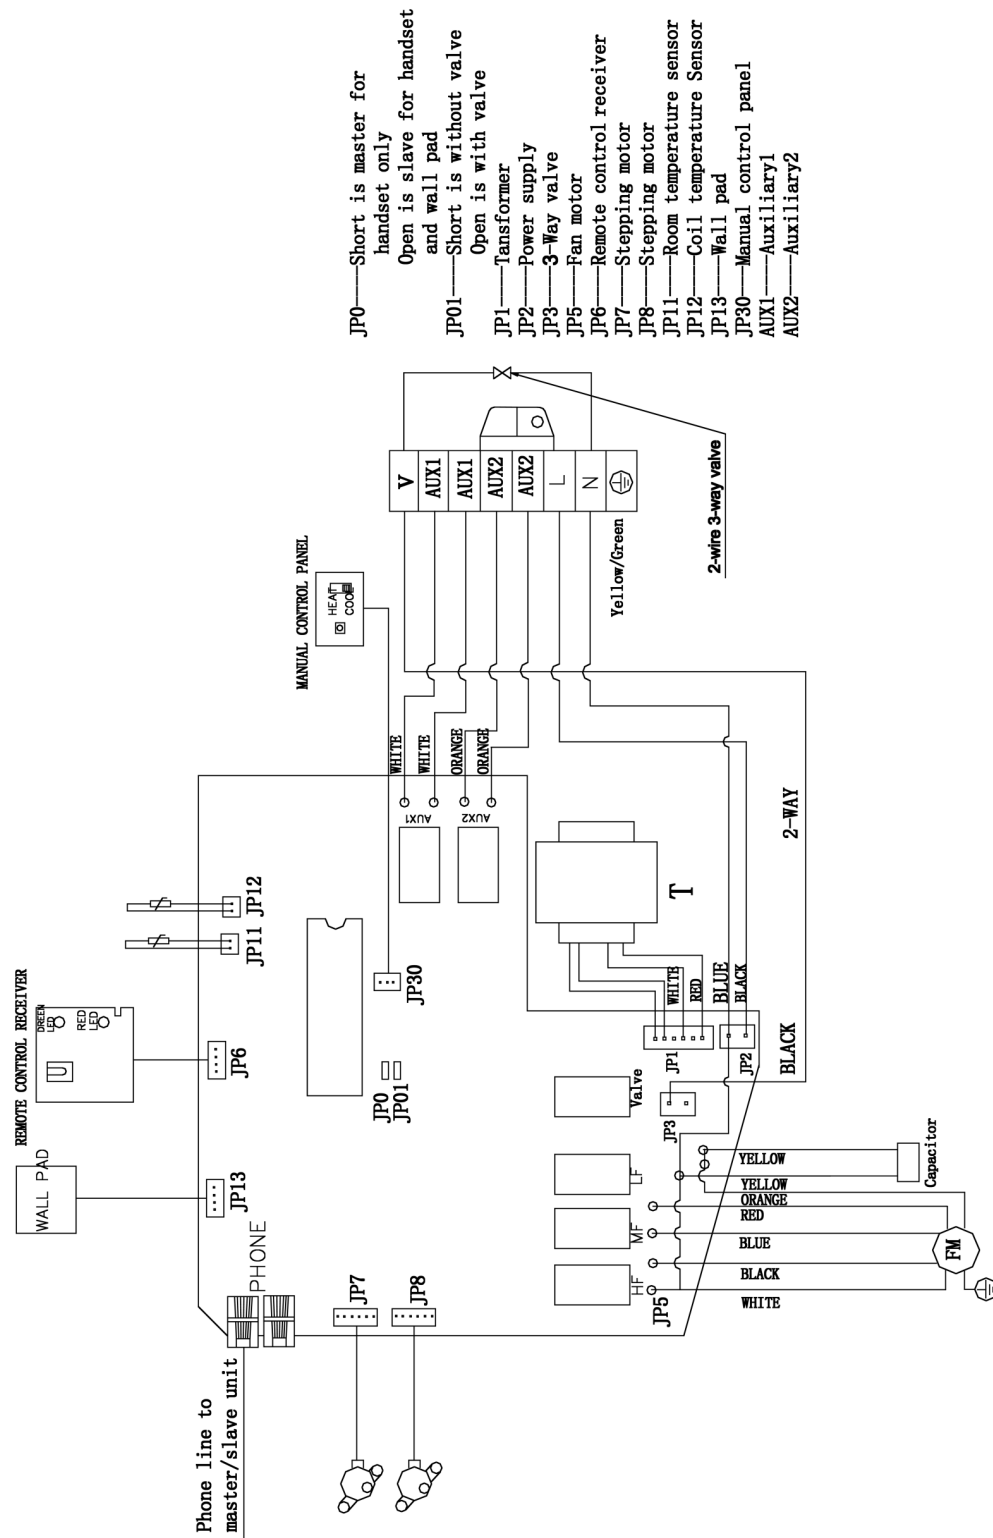 JP0----Short is master for
handset only
Open is slave for handset
and wall pad
JP01----Short is without valve
Open is with valve
JP1----Tansformer
JP2----Power supply
JP3----3-Way valve
JP5----Fan motor
JP6----Remote control receiver
JP7----Stepping motor
JP8----Stepping motor
JP11----Room temperature sensor
JP12----Coil temperature Sensor
JP13----Wall pad
JP30----Manual control panel
AUX1----Auxiliary1
AUX2----Auxiliary2
V
AUX1
AUX1
AUX2
AUX2
L
N
Yellow/Green
2-wire 3-way valve
MANUAL CONTROL PANEL
HEAT
COOL
WHITE
WHITE
ORANGE
ORANGE
AUX1
AUX2
T
2-WAY
JP12
JP11
REMOTE CONTROL RECEIVER
DREEN
LED
RED
LED
JP6
JP30
JP0
JP01
WHITE
RED
BLUE
BLACK
JP1
JP2
BLACK
Valve
JP3
WALL PAD
JP13
PHONE
Phone line to
master/slave unit
JP7
JP8
LF
MF
HF
JP5
YELLOW
YELLOW
ORANGE
RED
BLUE
BLACK
WHITE
Capacitor
FM